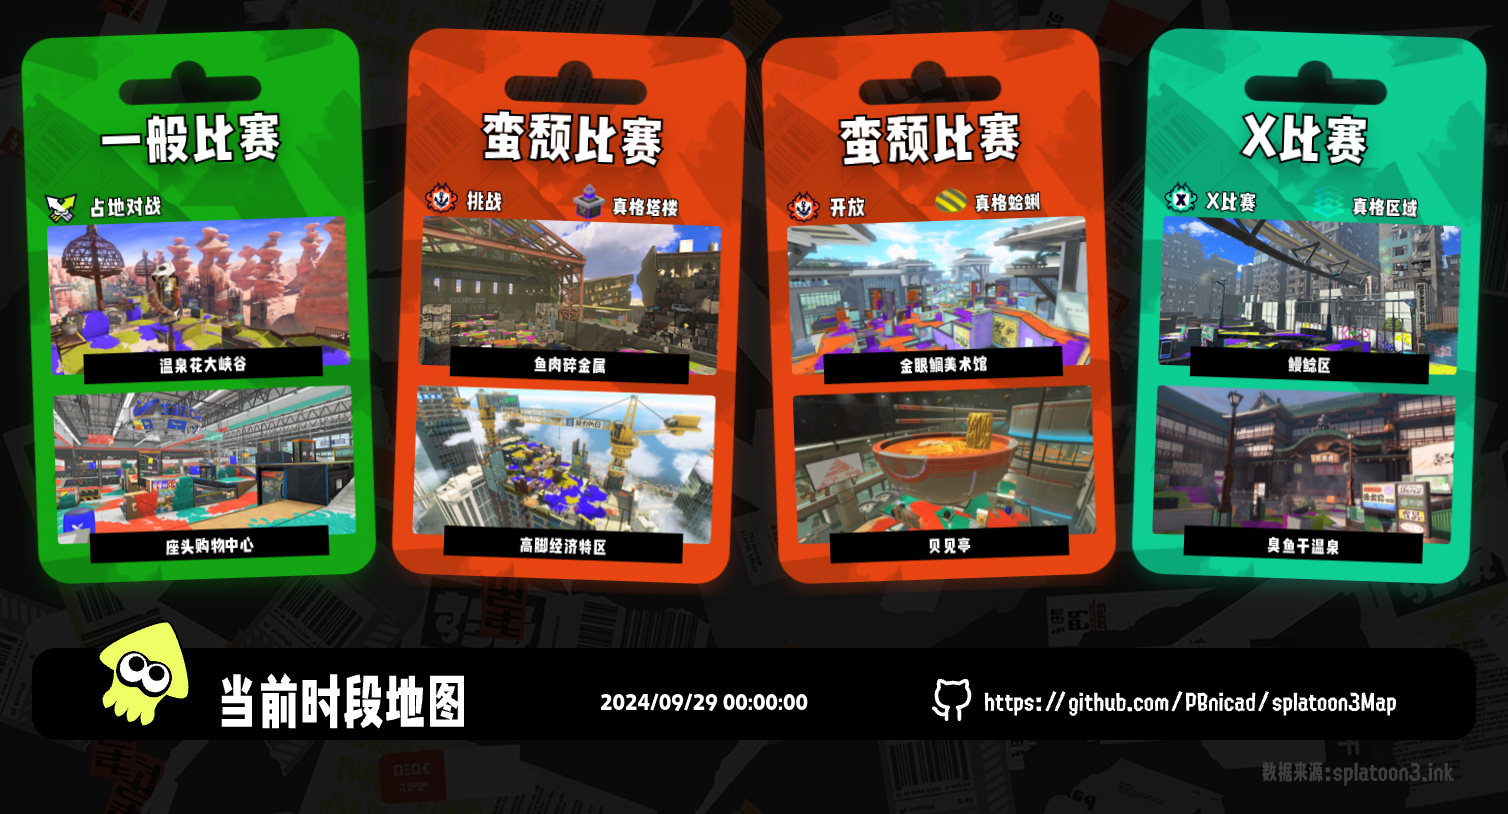 一般比赛
占地对战
温泉花大峡谷
座头购物中心
蛮颓比赛
挑战
真格塔楼
鱼肉碎金属
高脚经济特区
蛮颓比赛
开放
真格蛤蜊
金眼鲷美术馆
贝贝亭
X比赛
X比赛
真格区域
鳗鲶区
臭鱼干温泉
当前时段地图
2024/09/29 00:00:00
https://github.com/PBnicad/splatoon3Map
数据来源:splatoon3.ink